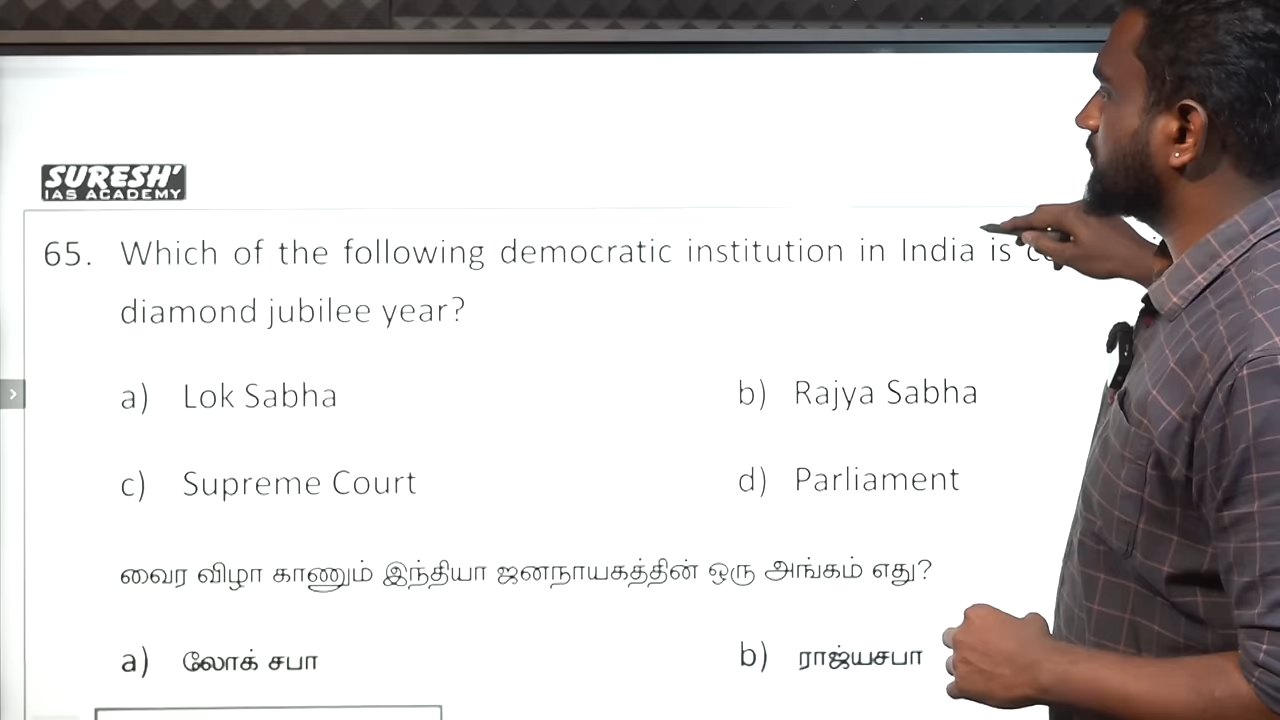 SURESH'
IAS ACADEMY
65. Which of the following democratic institution in India is
diamond jubilee year?
a) Lok Sabha b) Rajya Sabha
c) Supreme Court d) Parliament
வைர விழா காணும் இந்தியா ஜனநாயகத்தின் ஒரு அங்கம் எது?
a) லோக் சபா b) ராஜ்யசபா